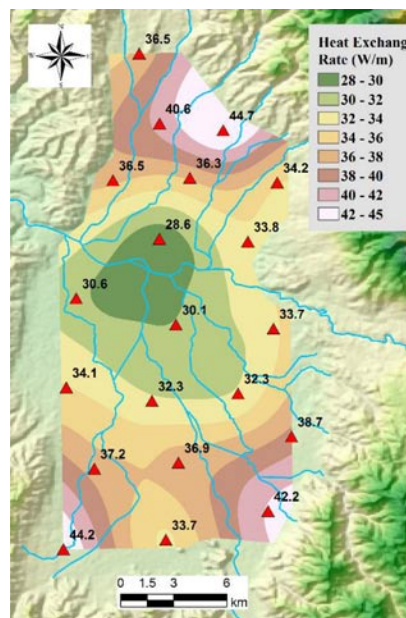 36.5
Heat Exchang
Rate (W/m)
28 - 30
30 - 32
32 - 34
34 - 36
36 - 38
38 - 40
40 - 42
42 - 45
40.6
44.7
36.5
36.3
34.2
28.6
33.8
30.6
30.1
33.7
34.1
32.3
32.3
38.7
37.2
36.9
42.2
44.2
33.7
0 1.5 3 6
km